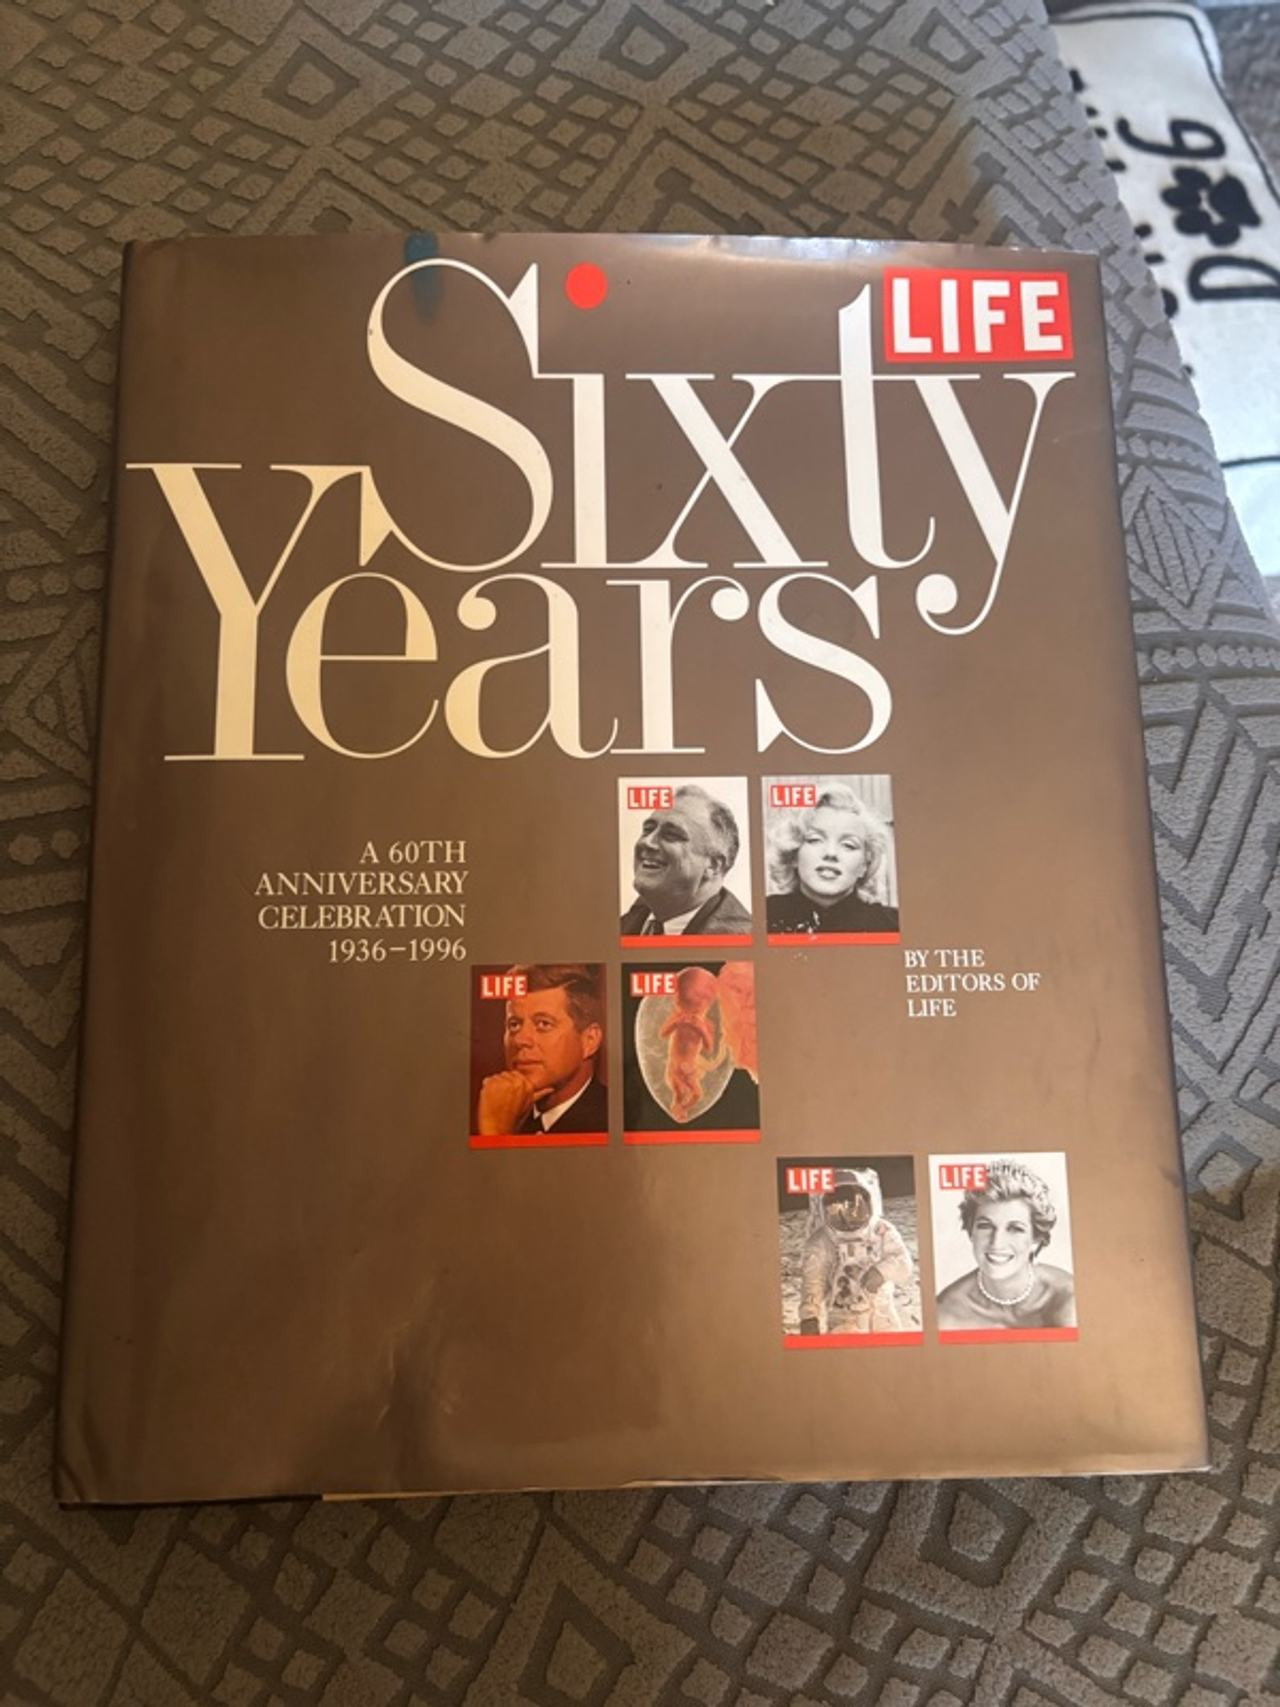 LIFE
Sixty
Years
A 60TH
ANNIVERSARY
CELEBRATION
1936–1996
LIFE
LIFE
BY THE
EDITORS OF
LIFE
LIFE
LIFE
LIFE
LIFE